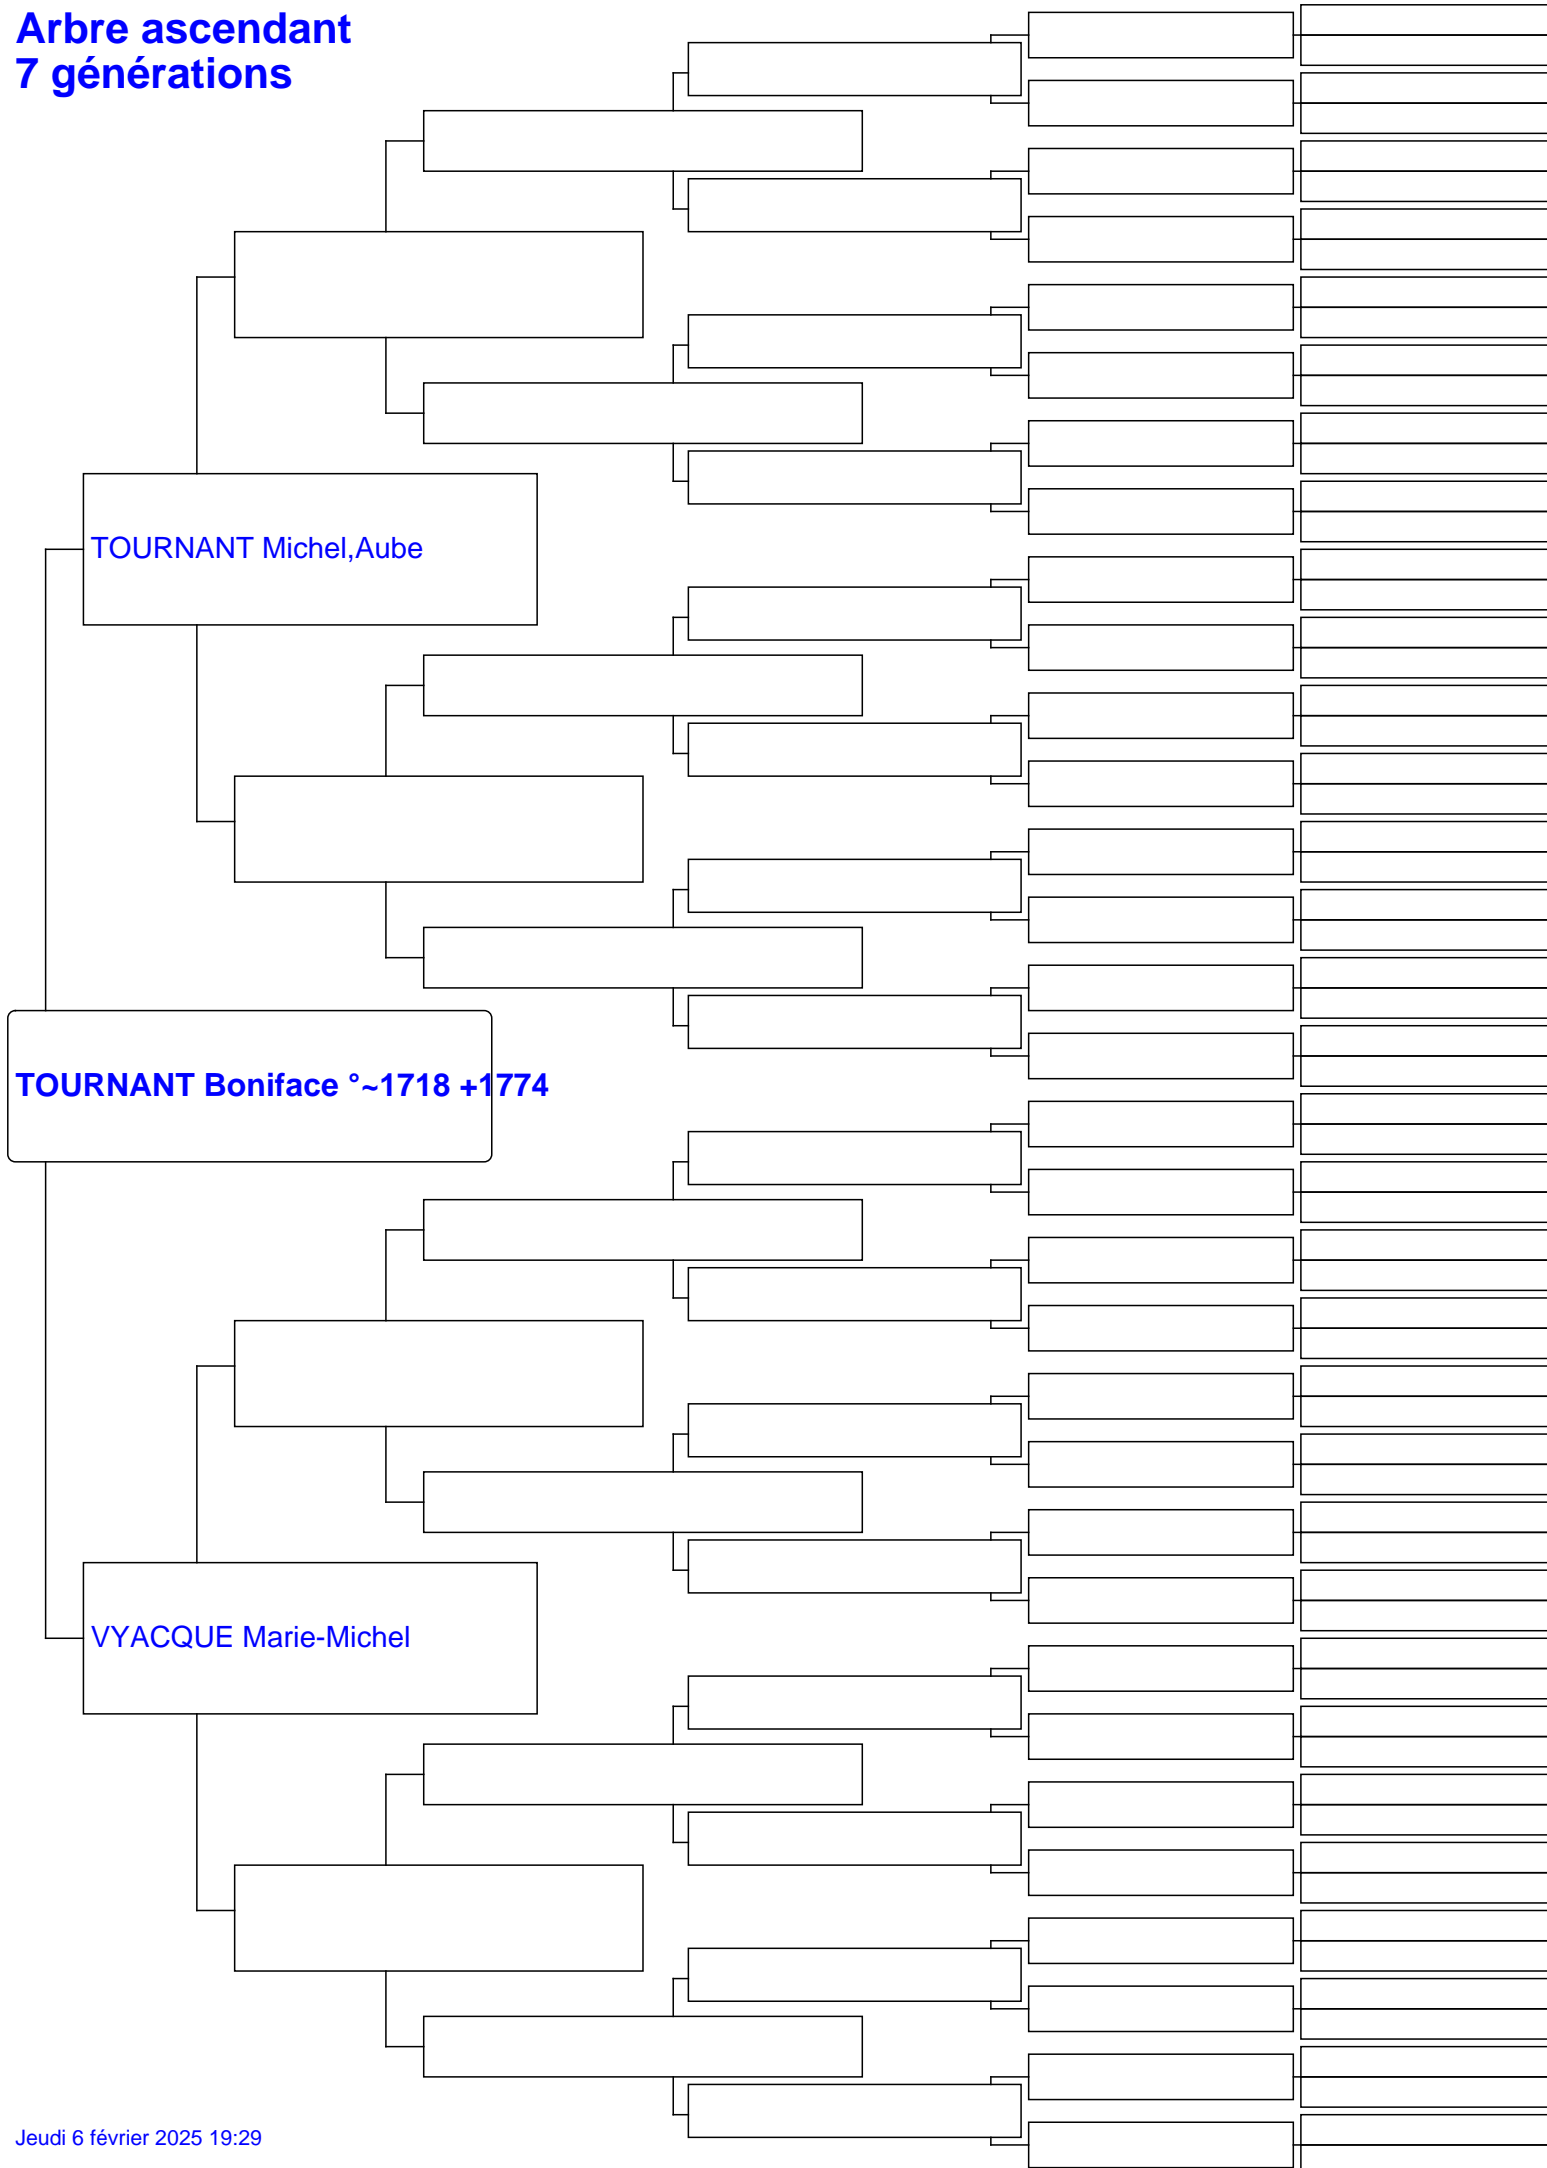 Arbre ascendant
7 générations
TOURNANT Michel,Aube
TOURNANT Boniface °~1718 +1774
VYACQUE Marie-Michel
Jeudi 6 février 2025 19:29